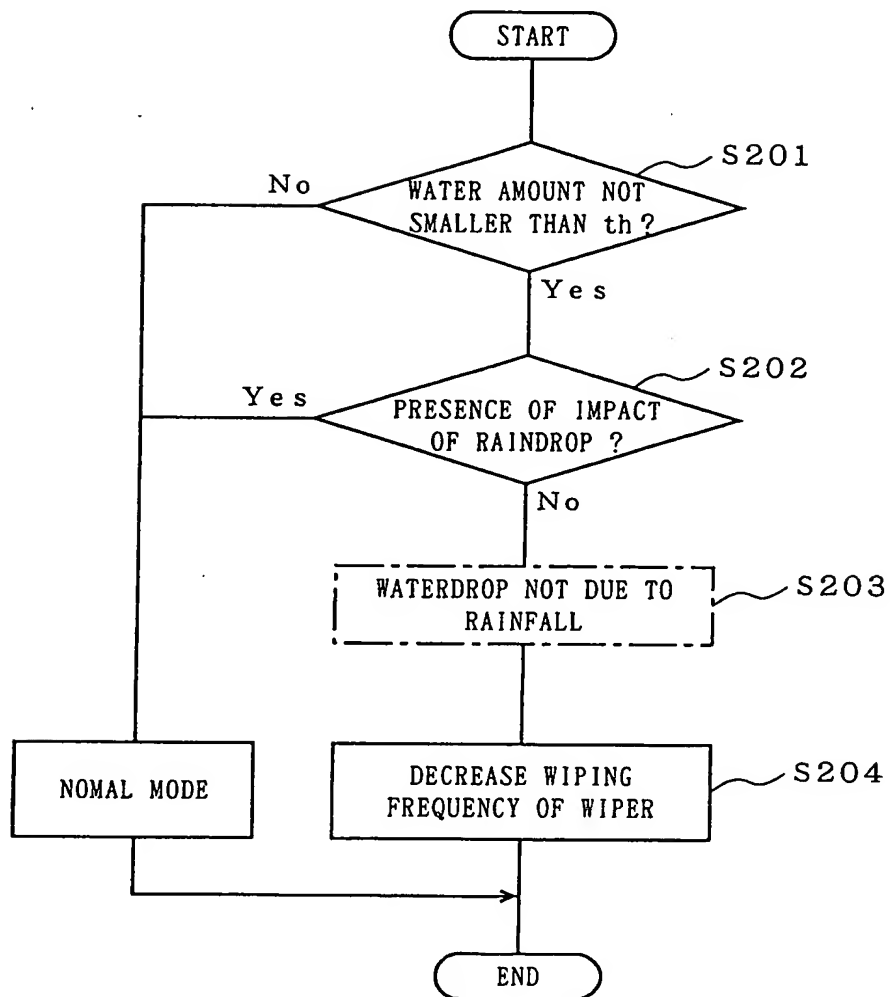 START
S201
No
WATER AMOUNT NOT
SMALLER THAN th?
Yes
S202
Yes
PRESENCE OF IMPACT
OF RAINDROP ?
No
WATERDROP NOT DUE TO
RAINFALL
S203
NOMAL MODE
DECREASE WIPING
FREQUENCY OF WIPER
S204
END